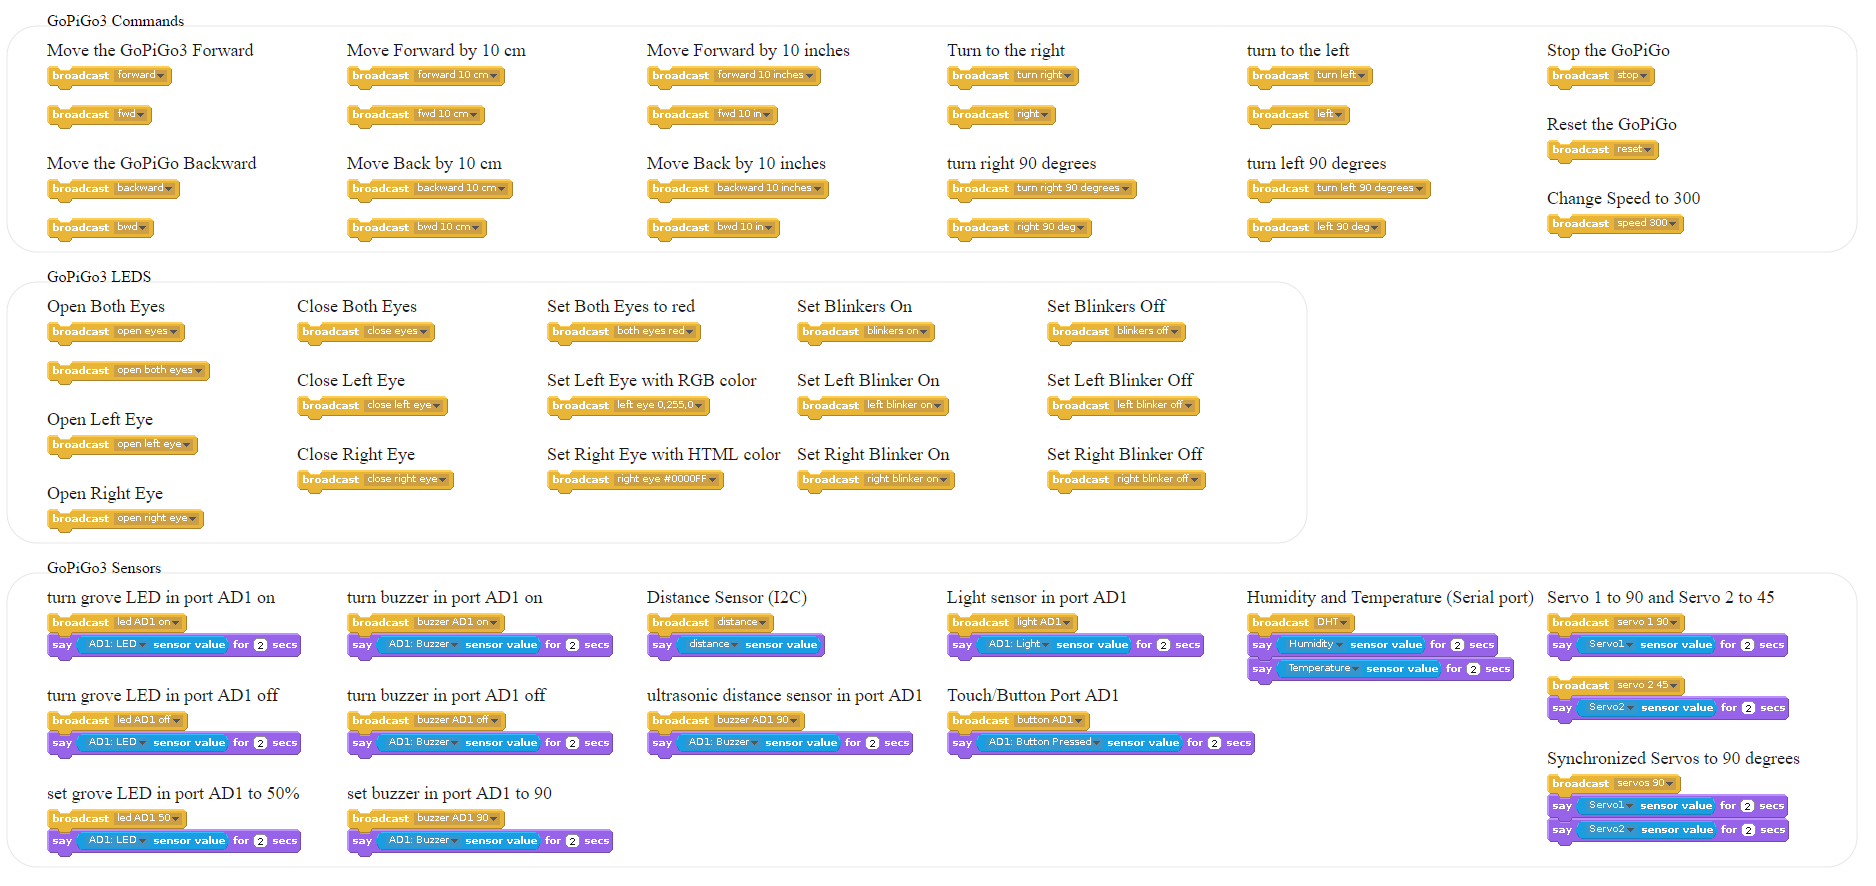 GoPiGo3 Commands
Move the GoPiGo3 Forward
broadcast forward
broadcast fwd
Move the GoPiGo Backward
broadcast backward
broadcast bwd
Move Forward by 10 cm
broadcast forward 10 cm
broadcast fwd 10 cm
Move Back by 10 cm
broadcast backward 10 cm
broadcast bwd 10 cm
Move Forward by 10 inches
broadcast forward 10 inches
broadcast fwd 10 in
Move Back by 10 inches
broadcast backward 10 inches
broadcast bwd 10 in
Turn to the right
broadcast turn right
broadcast right
turn right 90 degrees
broadcast turn right 90 degrees
broadcast right 90 deg
turn to the left
broadcast turn left
broadcast left
turn left 90 degrees
broadcast turn left 90 degrees
broadcast left 90 deg
Stop the GoPiGo
broadcast stop
Reset the GoPiGo
broadcast reset
Change Speed to 300
broadcast speed 300
GoPiGo3 LEDS
Open Both Eyes
broadcast open eyes
broadcast open both eyes
Open Left Eye
broadcast open left eye
Open Right Eye
broadcast open right eye
Close Both Eyes
broadcast close eyes
Close Left Eye
broadcast close left eye
Close Right Eye
broadcast close right eye
Set Both Eyes to red
broadcast both eyes red
Set Left Eye with RGB color
broadcast left eye 0,255,0
Set Right Eye with HTML color
broadcast right eye #0000FF
Set Blinkers On
broadcast blinkers on
Set Left Blinker On
broadcast left blinker on
Set Right Blinker On
broadcast right blinker on
Set Blinkers Off
broadcast blinkers off
Set Left Blinker Off
broadcast left blinker off
Set Right Blinker Off
broadcast right blinker off
GoPiGo3 Sensors
turn grove LED in port AD1 on
broadcast led AD1 on
say AD1: LED sensor value for 2 secs
turn grove LED in port AD1 off
broadcast led AD1 off
say AD1: LED sensor value for 2 secs
set grove LED in port AD1 to 50%
broadcast led AD1 50
say AD1: LED sensor value for 2 secs
turn buzzer in port AD1 on
broadcast buzzer AD1 on
say AD1: Buzzer sensor value for 2 secs
turn buzzer in port AD1 off
broadcast buzzer AD1 off
say AD1: Buzzer sensor value for 2 secs
set buzzer in port AD1 to 90
broadcast buzzer AD1 90
say AD1: Buzzer sensor value for 2 secs
Distance Sensor (I2C)
broadcast distance
say distance sensor value
ultrasonic distance sensor in port AD1
broadcast buzzer AD1 90
say AD1: Buzzer sensor value for 2 secs
Light sensor in port AD1
broadcast light AD1
say AD1: Light sensor value for 2 secs
Touch/Button Port AD1
broadcast button AD1
say AD1: Button Pressed sensor value for 2 secs
Humidity and Temperature (Serial port)
broadcast DHT
say Humidity sensor value for 2 secs
say Temperature sensor value for 2 secs
Servo 1 to 90 and Servo 2 to 45
broadcast servo 1 90
say Servo1 sensor value for 2 secs
broadcast servo 2 45
say Servo2 sensor value for 2 secs
Synchronized Servos to 90 degrees
broadcast servos 90
say Servo1 sensor value for 2 secs
say Servo2 sensor value for 2 secs